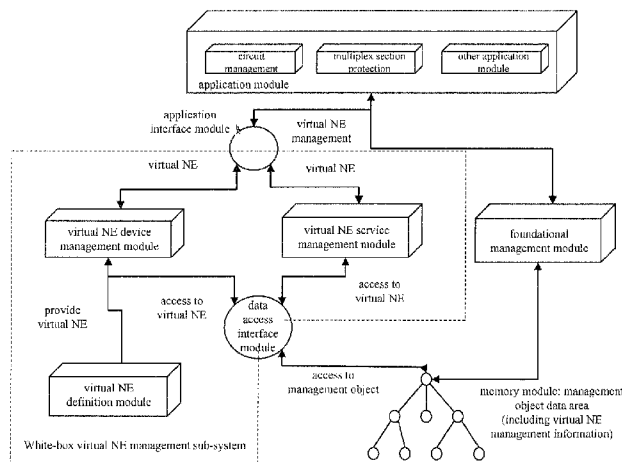 circuit
management
multiplex section
protection
other application
module
application module
application
interface module
virtual NE
management
virtual NE
virtual NE
virtual NE device
management module
virtual NE service
management module
foundational
management module
provide
virtual NE
access to
virtual NE
data
access
interface
module
access to
virtual NE
virtual NE
definition module
access to
management object
memory module: management
object data area
(including virtual NE
management information)
White-box virtual NE management sub-system